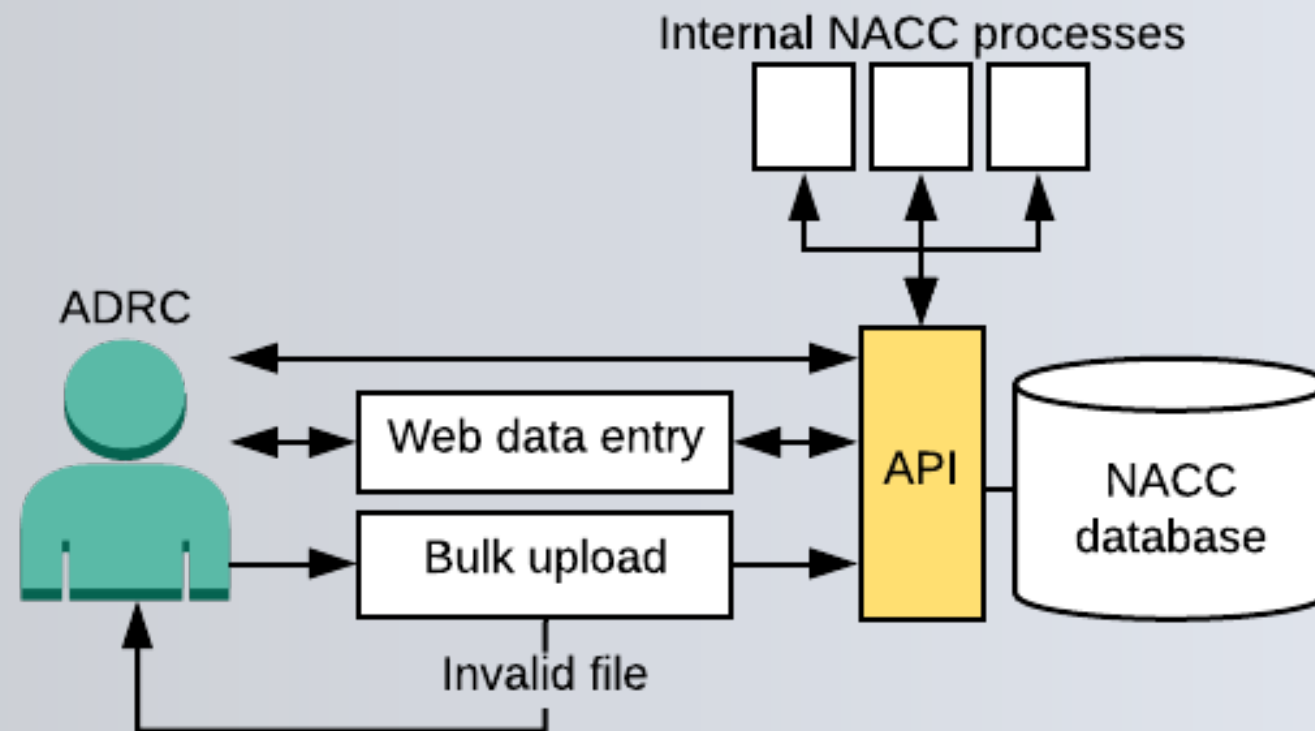 Internal NACC processes
ADRC
Web data entry
API
NACC
database
Bulk upload
Invalid file